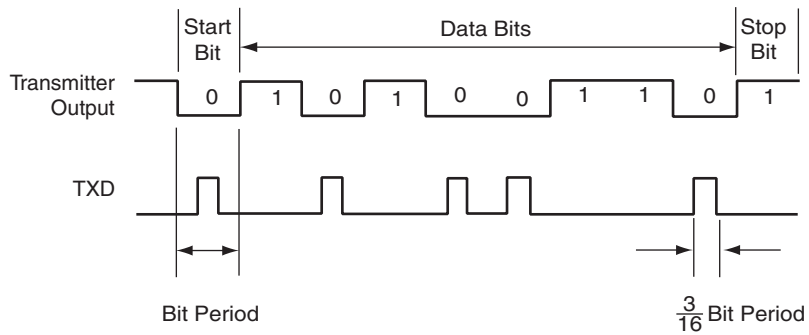 Start
Bit
Data Bits
Stop
Bit
Transmitter
Output
0 1 0 1 0 0 1 1 0 1
TXD
Bit Period
3
16 Bit Period